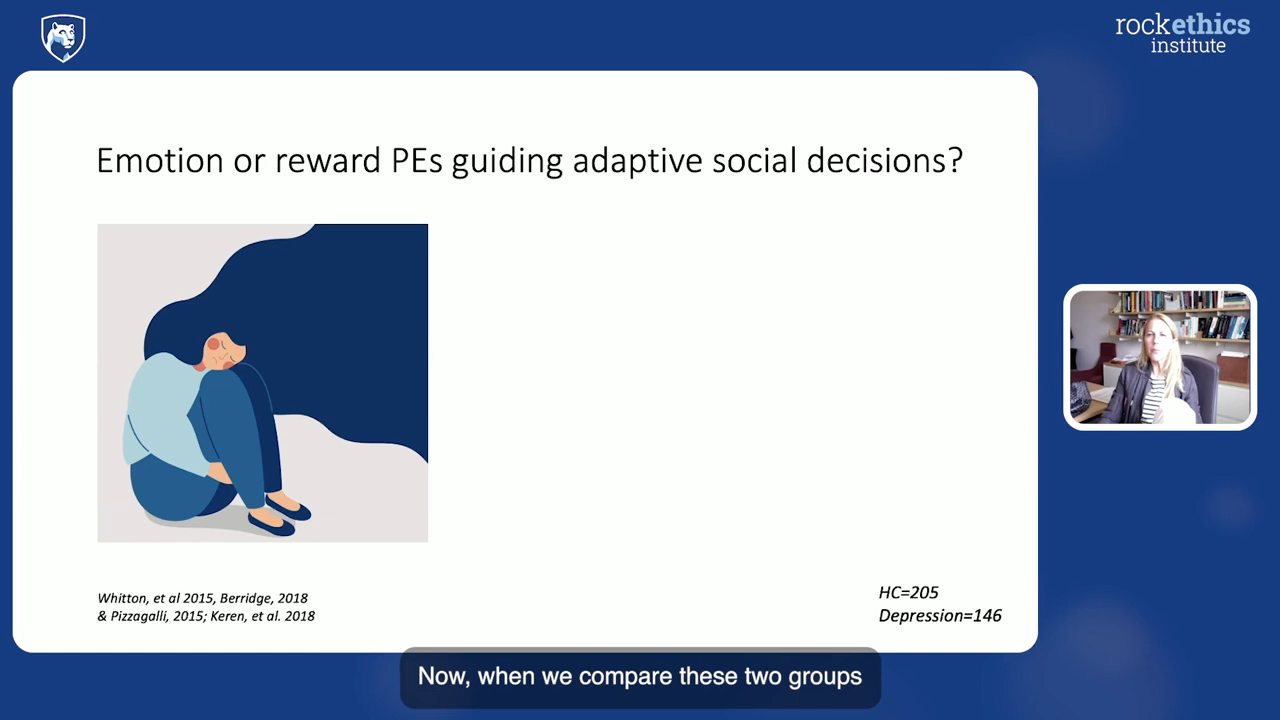 rockethics
institute
Emotion or reward PEs guiding adaptive social decisions?
Whitton, et al 2015, Berridge, 2018
& Pizzagalli, 2015; Keren, et al. 2018
HC=205
Depression=146
Now, when we compare these two groups